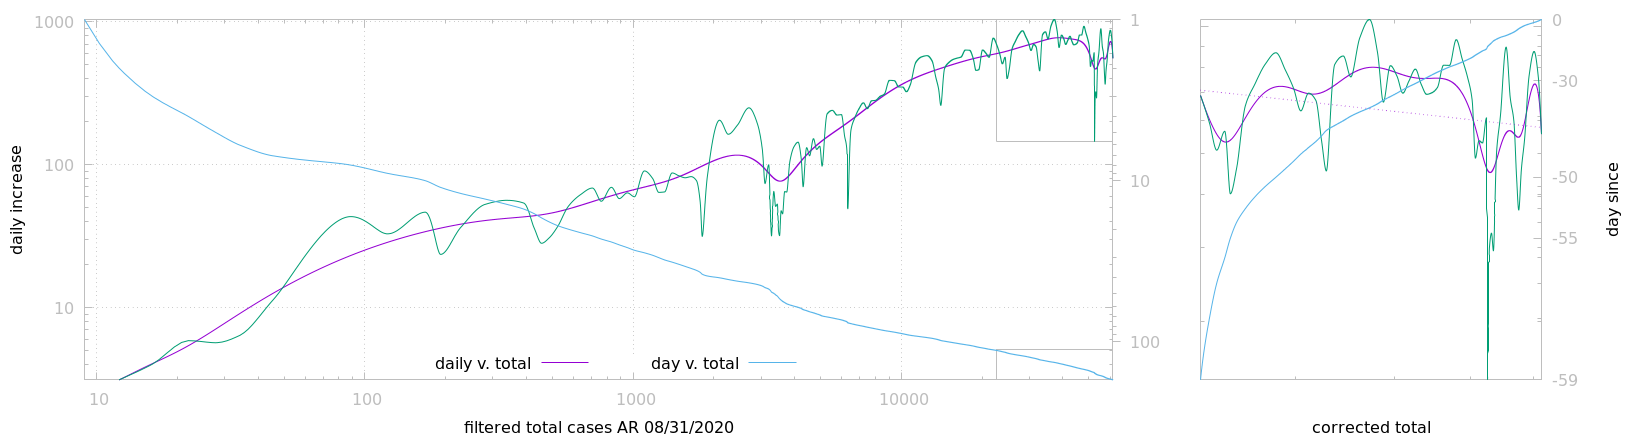 1000
100
10
daily increase
daily v. total
day v. total
10
100
1000
10000
filtered total cases AR 08/31/2020
1
10
100
0
-30
-50
-55
-59
day since
corrected total